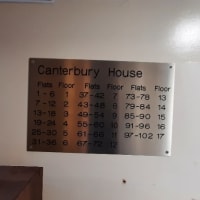 Canterbury House
Flats Floor Flats Floor Flats Floor
1-6 1 37-42 7 73-78 13
7-12 2 43-48 8 79-84 14
13-18 3 49-54 9 85-90 15
19-24 4 55-60 10 91-96 16
25-30 5 61-66 11 97-102 17
31-36 6 67-72 12